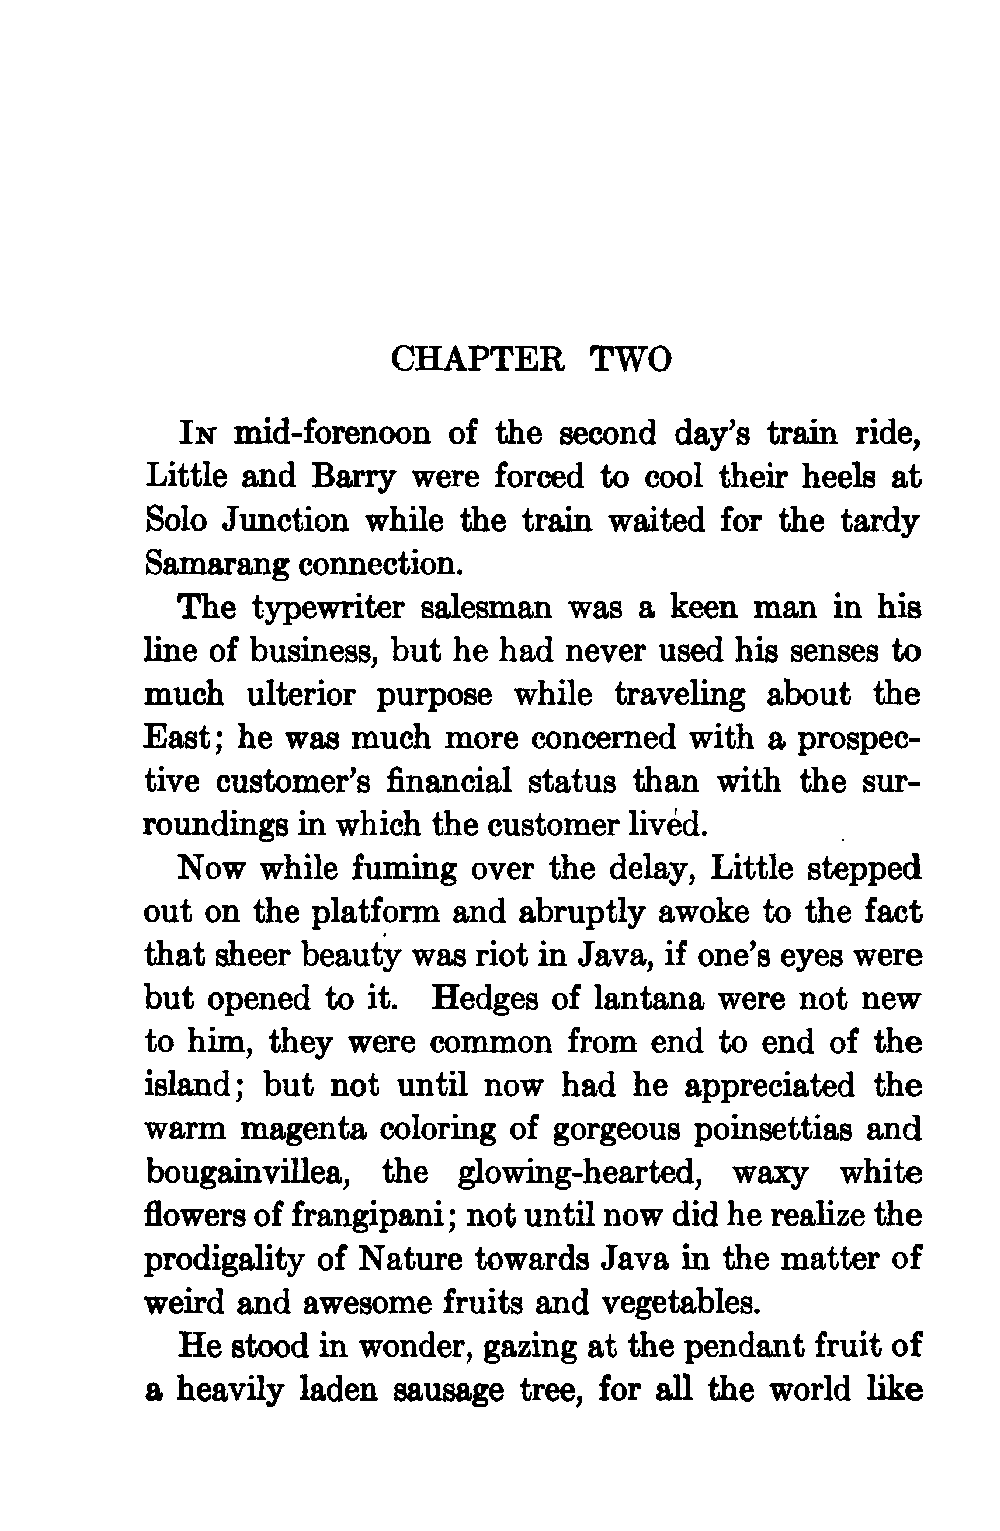 CHAPTER TWO
In mid-forenoon of the second day's train ride,
Little and Barry were forced to cool their heels at
Solo Junction while the train waited for the tardy
Samarang connection.
The typewriter salesman was a keen man in his
line of business, but he had never used his senses to
much ulterior purpose while traveling about the
East; he was much more concerned with a prospec-
tive customer's financial status than with the sur-
roundings in which the customer lived.
Now while fuming over the delay, Little stepped
out on the platform and abruptly awoke to the fact
that sheer beauty was riot in Java, if one's eyes were
but opened to it. Hedges of lantana were not new
to him, they were common from end to end of the
island; but not until now had he appreciated the
warm magenta coloring of gorgeous poinsettias and
bougainvillea, the glowing-hearted, waxy white
flowers of frangipani; not until now did he realize the
prodigality of Nature towards Java in the matter of
weird and awesome fruits and vegetables.
He stood in wonder, gazing at the pendant fruit of
a heavily laden sausage tree, for all the world like